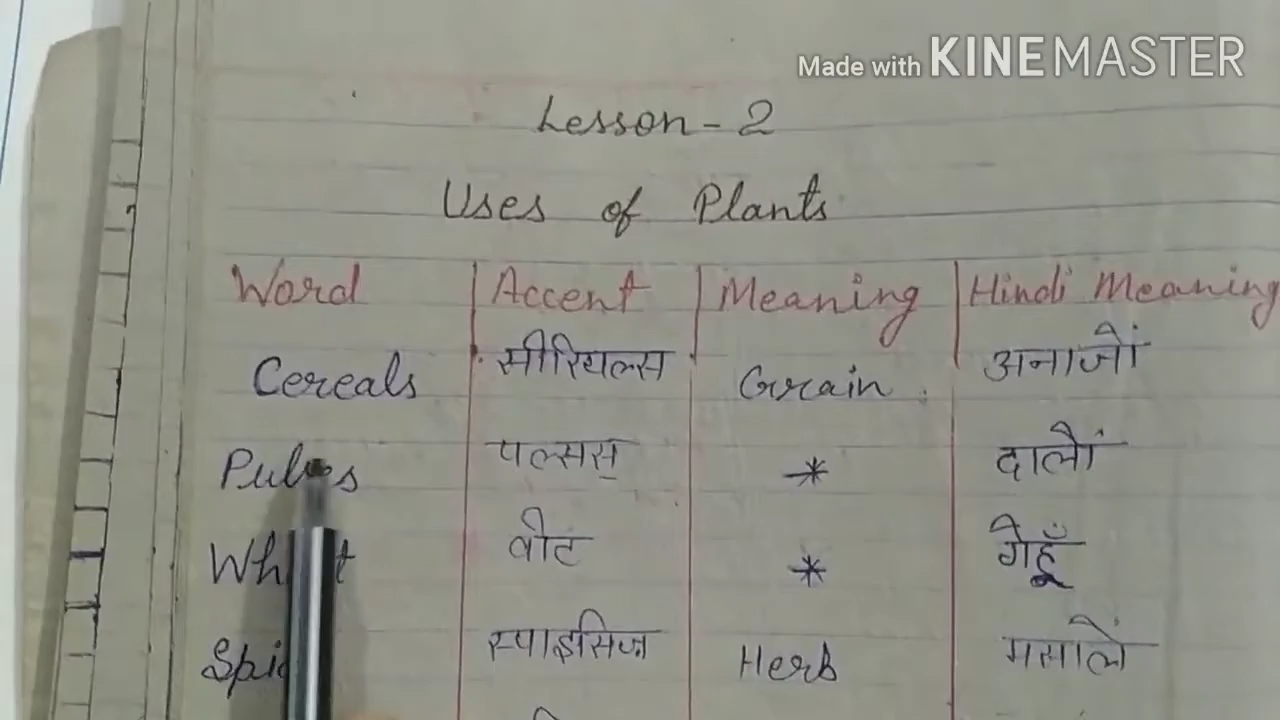 Made with KINEMASTER
Lesson - 2
Uses of Plants
Word Accent Meaning Hindi Meaning
Cereals सीरियल्स Grain अनाजों
पल्सस् * दालों
वीट * गेहूँ
स्पाइसिज Herb मसाले